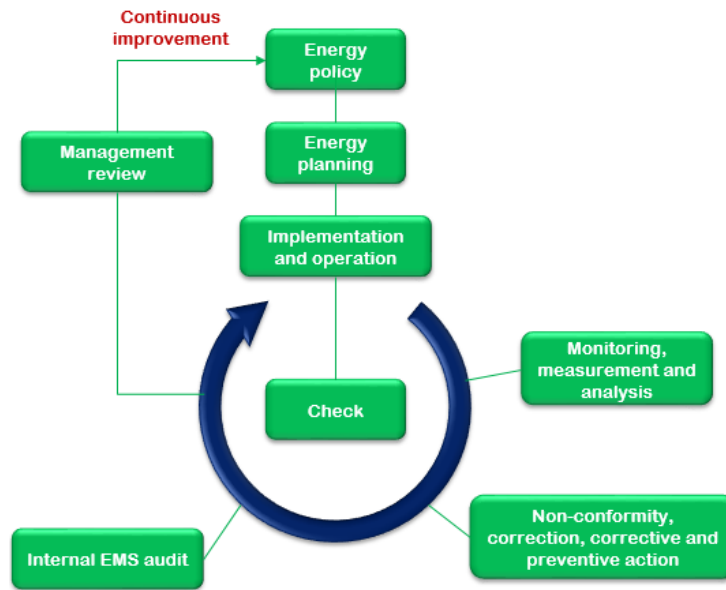 Continuous
improvement
Energy
policy
Energy
planning
Management
review
Implementation
and operation
Monitoring,
measurement and
analysis
Check
Non-conformity,
correction, corrective and
preventive action
Internal EMS audit